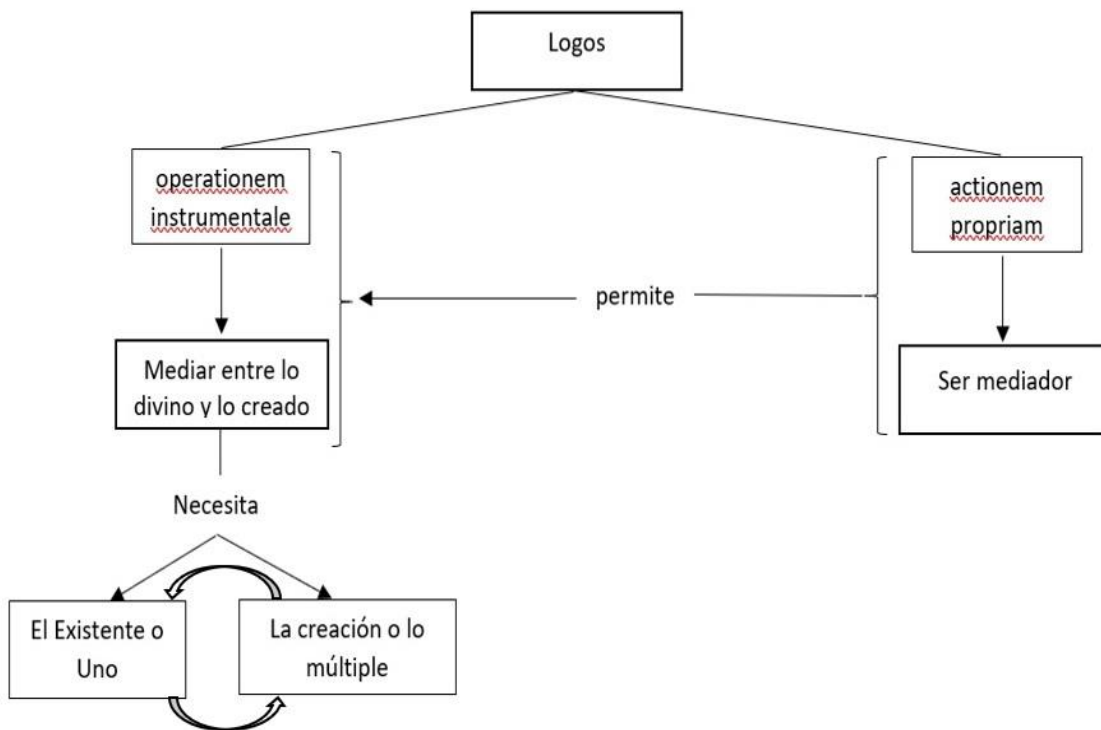 Logos
operationem
instrumentale
actionem
propriam
permite
Mediar entre lo
divino y lo creado
Ser mediador
Necesita
El Existente o
Uno
La creación o lo
múltiple